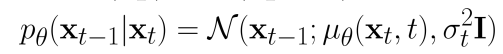 p_θ(𝐱_{t−1}|𝐱_t) = 𝒩(𝐱_{t−1}; μ_θ(𝐱_t, t), σ_t^2 𝐈)